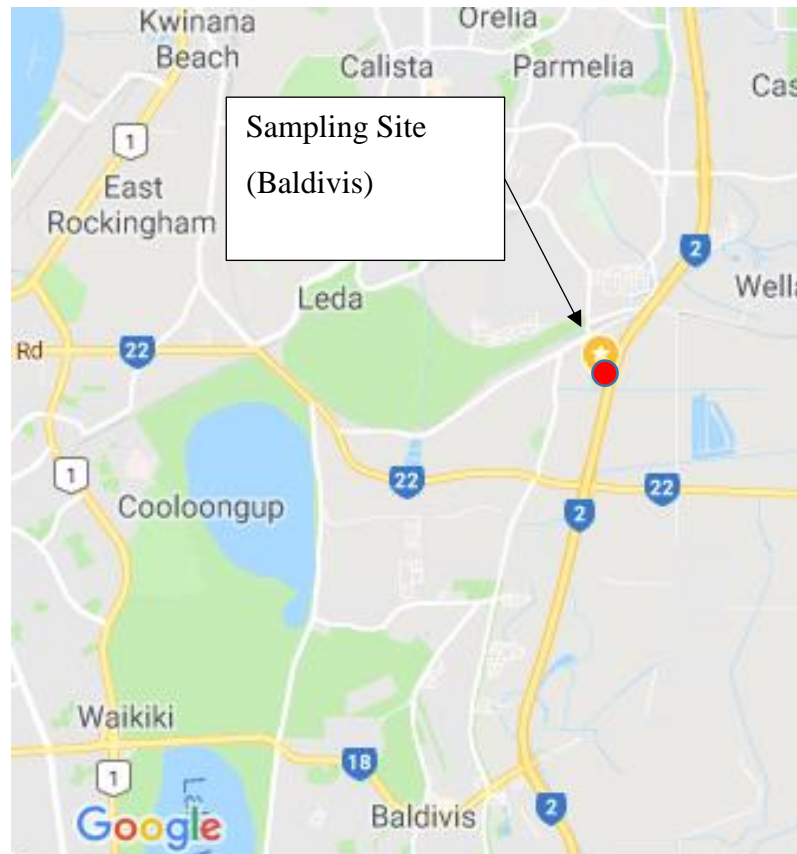 Kwinana
Beach
Orelia
Calista
Parmelia
Cas
Sampling Site
(Baldivis)
1
East
Rockingham
2
Wella
Leda
Rd
22
1
22
22
Cooloongup
2
Waikiki
18
1
L
Baldivis
2
Google